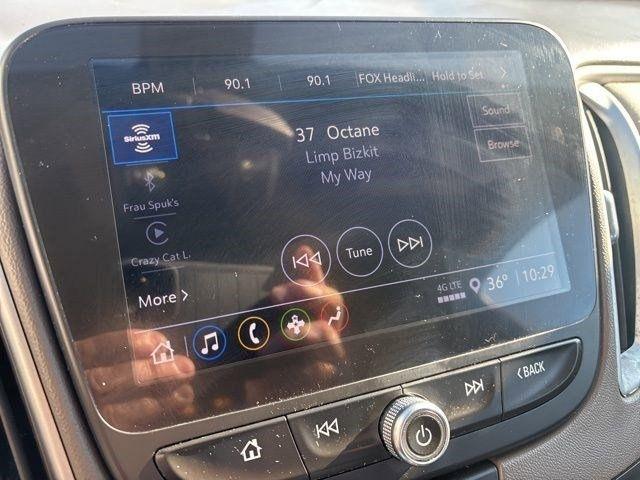 BPM 90.1 90.1 FOX Headli... Hold to Set
SiriusXM
37 Octane
Limp Bizkit
My Way
Sound
Browse
Frau Spuk's
Crazy Cat L.
More >
Tune
4G LTE 36° 10:29
<BACK